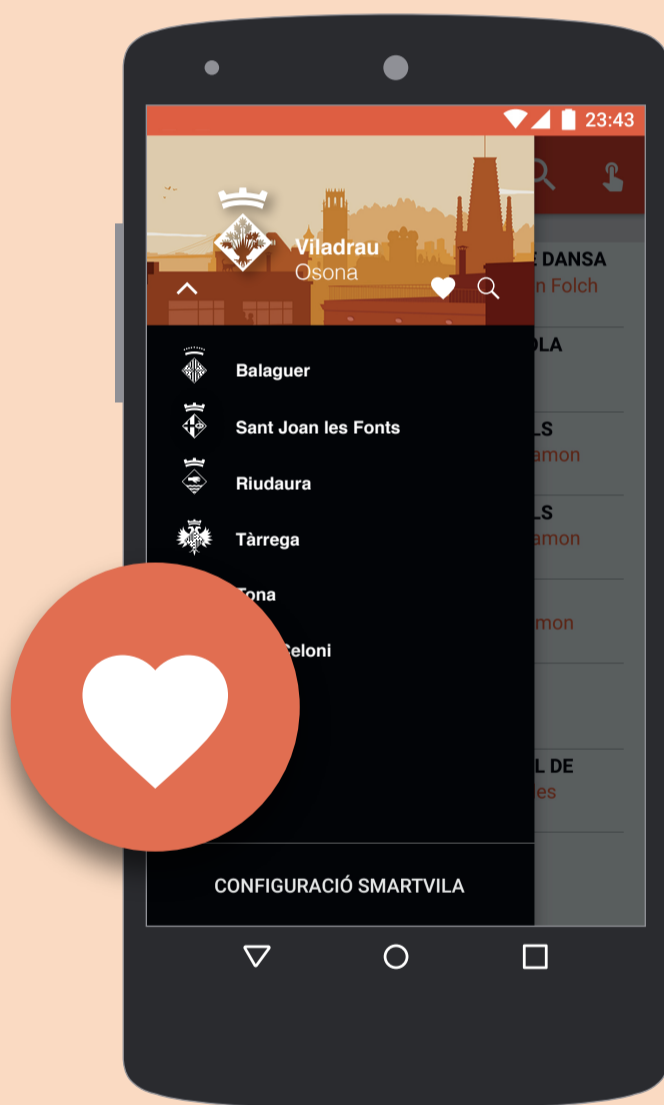 23:43
Viladrau
Osona
Balaguer
Sant Joan les Fonts
Riudaura
Tàrrega
Tona
Celoni
CONFIGURACIÓ SMARTVILA
DANSA
n Folch
OLA
LS
amon
LS
amon
mon
L DE
es